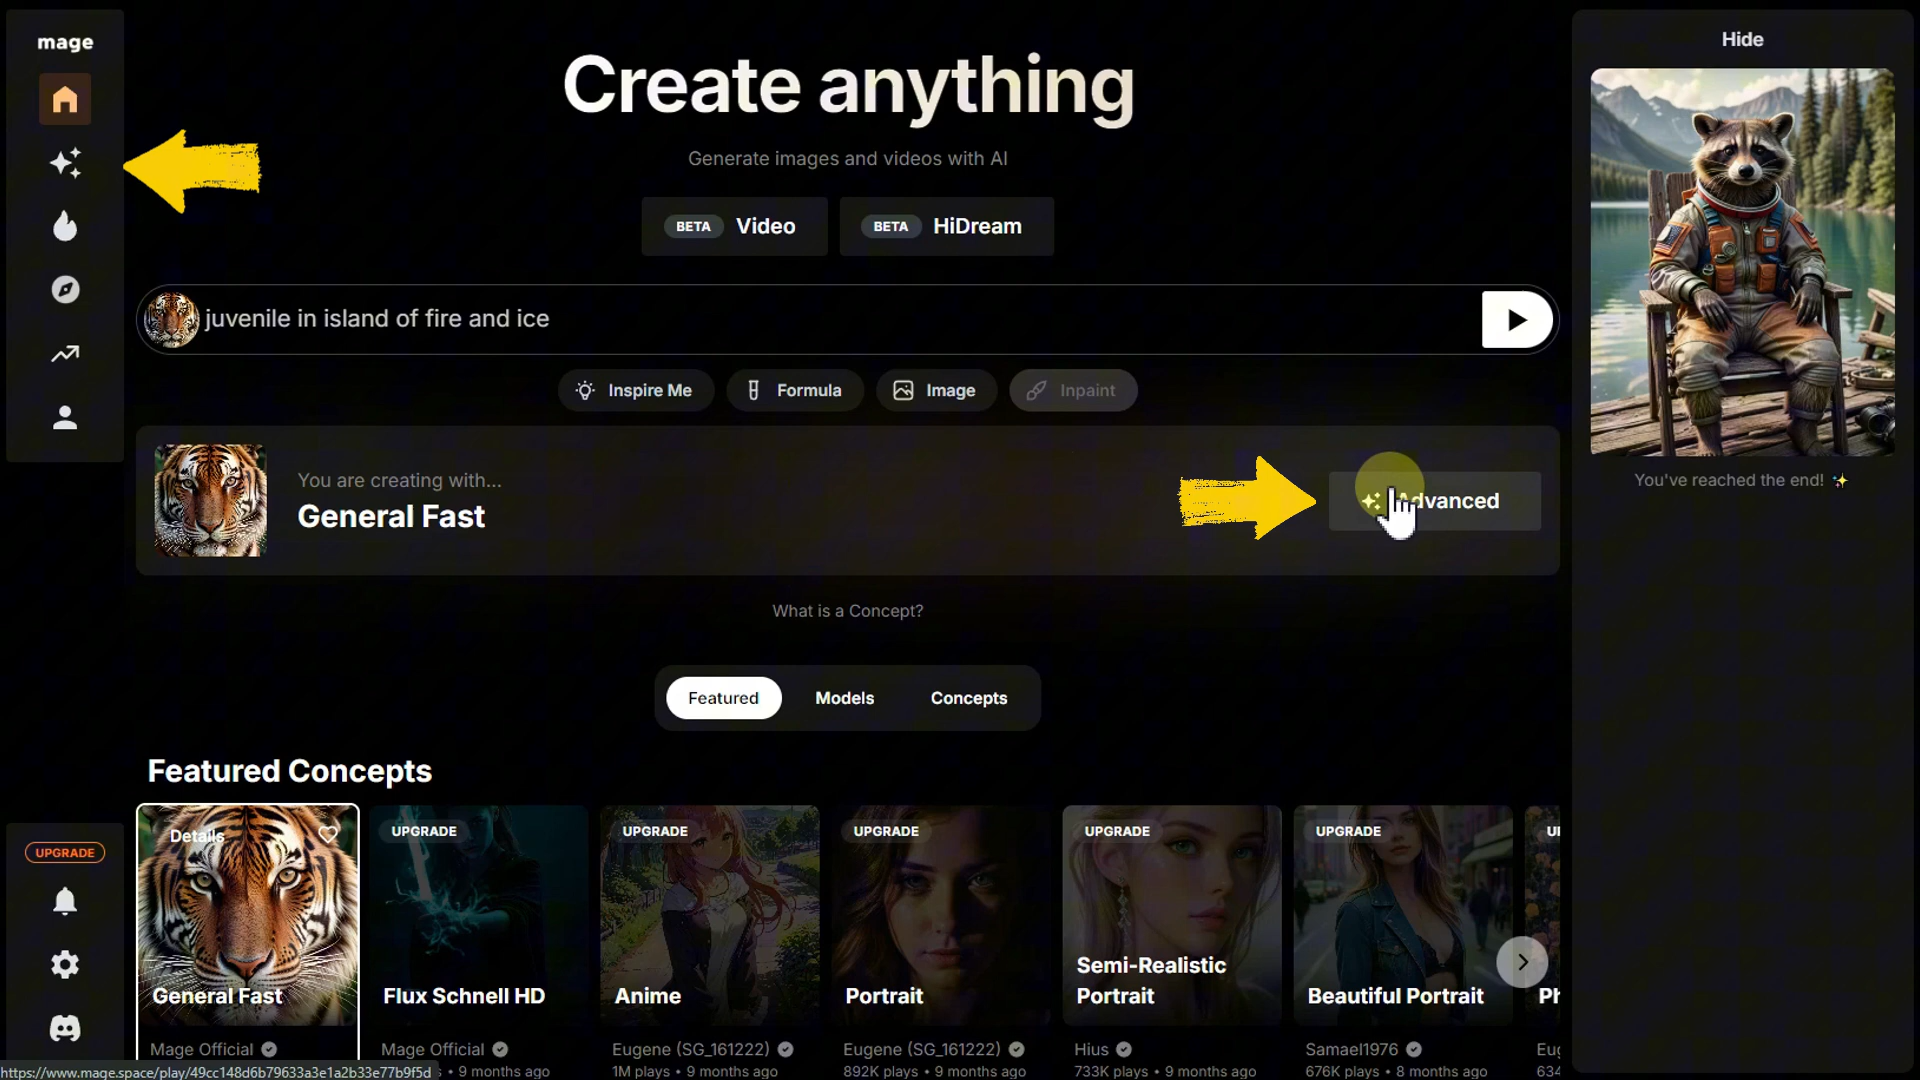 mage
Create anything
Generate images and videos with AI
BETA Video
BETA HiDream
juvenile in island of fire and ice
Inspire Me
Formula
Image
Inpaint
You are creating with...
General Fast
Advanced
What is a Concept?
Featured
Models
Concepts
Featured Concepts
Details
General Fast
Mage Official
UPGRADE
Flux Schnell HD
Mage Official
• 9 months ago
UPGRADE
Anime
Eugene (SG_161222)
1M plays • 9 months ago
UPGRADE
Portrait
Eugene (SG_161222)
892K plays • 9 months ago
UPGRADE
Semi-Realistic
Portrait
Hius
733K plays • 9 months ago
UPGRADE
Beautiful Portrait
Samael1976
676K plays • 8 months ago
UPGRADE
https://www.mage.space/play/49cc148d6b79633a3e1a2b33e77b9f5d
Hide
You've reached the end! ✨